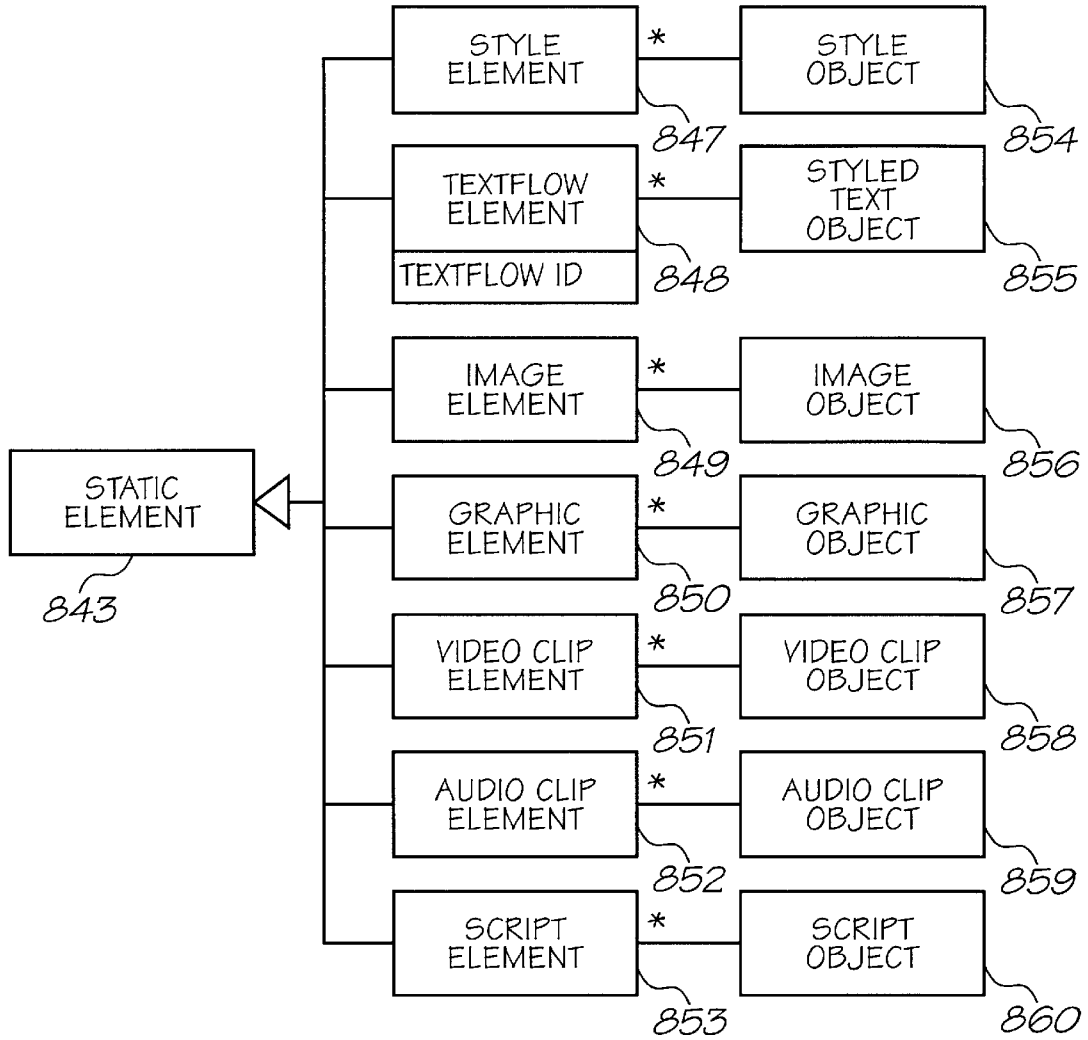 STYLE
ELEMENT
*
STYLE
OBJECT
847
854
TEXTFLOW
ELEMENT
*
STYLED
TEXT
OBJECT
TEXTFLOW ID
848
855
IMAGE
ELEMENT
*
IMAGE
OBJECT
849
856
STATIC
ELEMENT
843
GRAPHIC
ELEMENT
*
GRAPHIC
OBJECT
850
857
VIDEO CLIP
ELEMENT
*
VIDEO CLIP
OBJECT
851
858
AUDIO CLIP
ELEMENT
*
AUDIO CLIP
OBJECT
852
859
SCRIPT
ELEMENT
*
SCRIPT
OBJECT
853
860